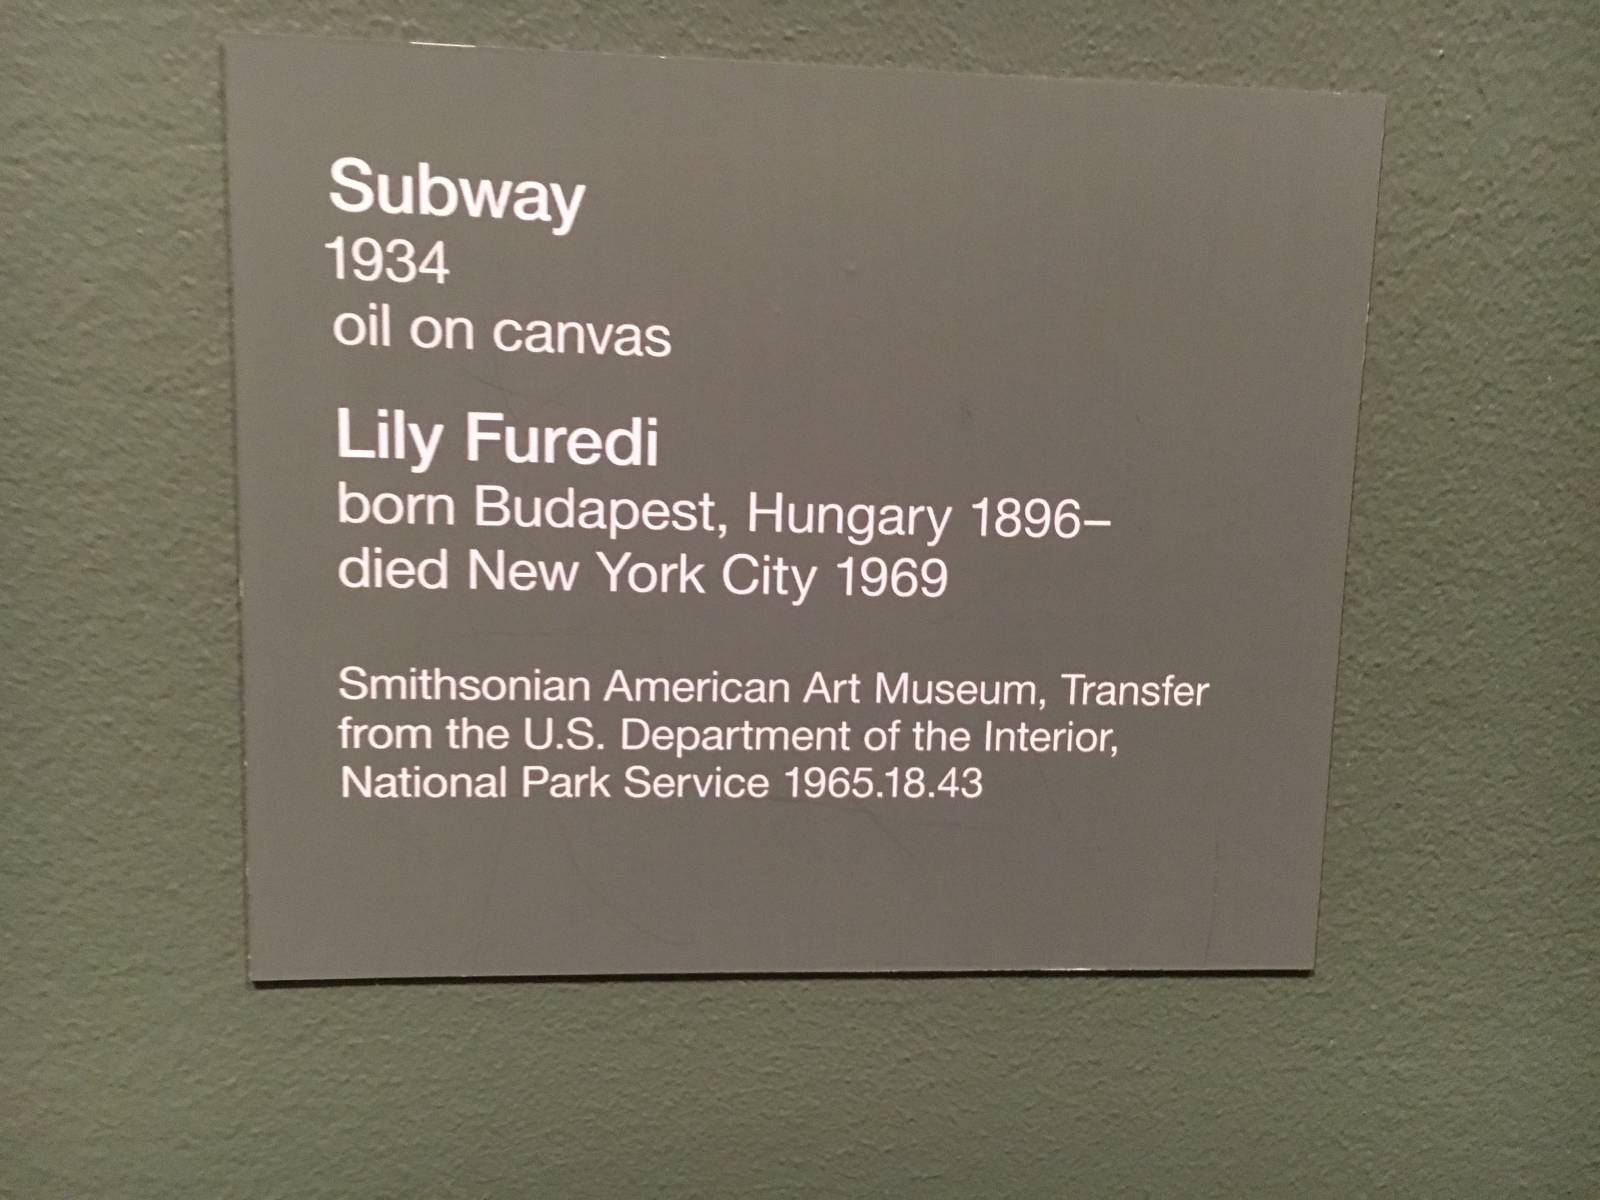 Subway
1934
oil on canvas
Lily Furedi
born Budapest, Hungary 1896–
died New York City 1969
Smithsonian American Art Museum, Transfer
from the U.S. Department of the Interior,
National Park Service 1965.18.43